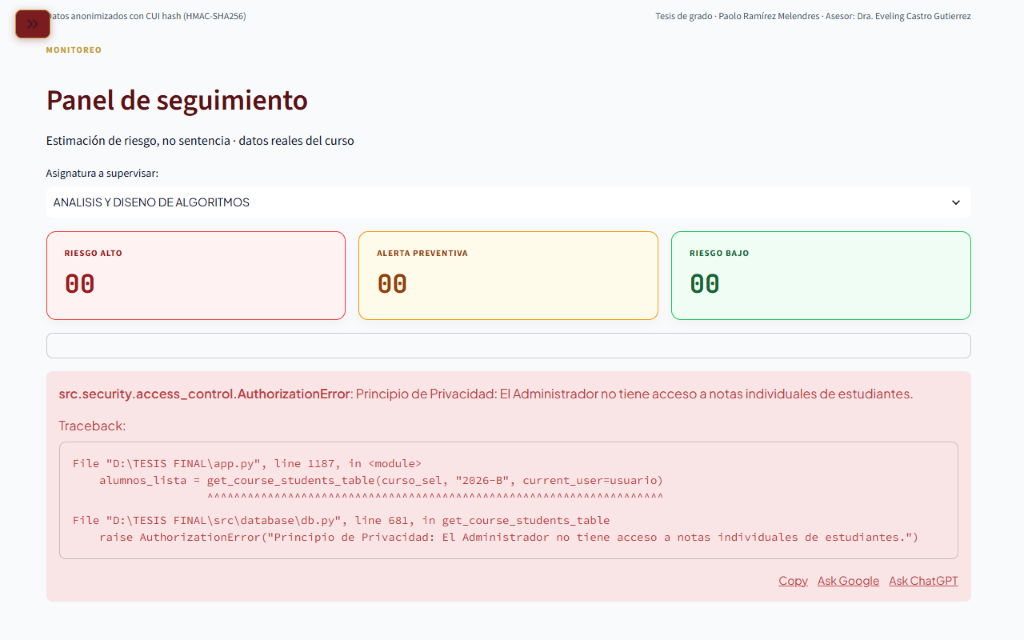 Datos anonimizados con CUI hash (HMAC-SHA256)
Tesis de grado · Paolo Ramírez Melendres · Asesor: Dra. Eveling Castro Gutierrez
MONITOREO
Panel de seguimiento
Estimación de riesgo, no sentencia · datos reales del curso
Asignatura a supervisar:
ANALISIS Y DISENO DE ALGORITMOS
RIESGO ALTO
00
ALERTA PREVENTIVA
00
RIESGO BAJO
00
src.security.access_control.AuthorizationError: Principio de Privacidad: El Administrador no tiene acceso a notas individuales de estudiantes.
Traceback:
File "D:\TESIS FINAL\app.py", line 1187, in <module>
    alumnos_lista = get_course_students_table(curso_sel, "2026-B", current_user=usuario)
                    ^^^^^^^^^^^^^^^^^^^^^^^^^^^^^^^^^^^^^^^^^^^^^^^^^^^^^^^^^^^^^^^^^^^^
File "D:\TESIS FINAL\src\database\db.py", line 681, in get_course_students_table
    raise AuthorizationError("Principio de Privacidad: El Administrador no tiene acceso a notas individuales de estudiantes.")
Copy Ask Google Ask ChatGPT